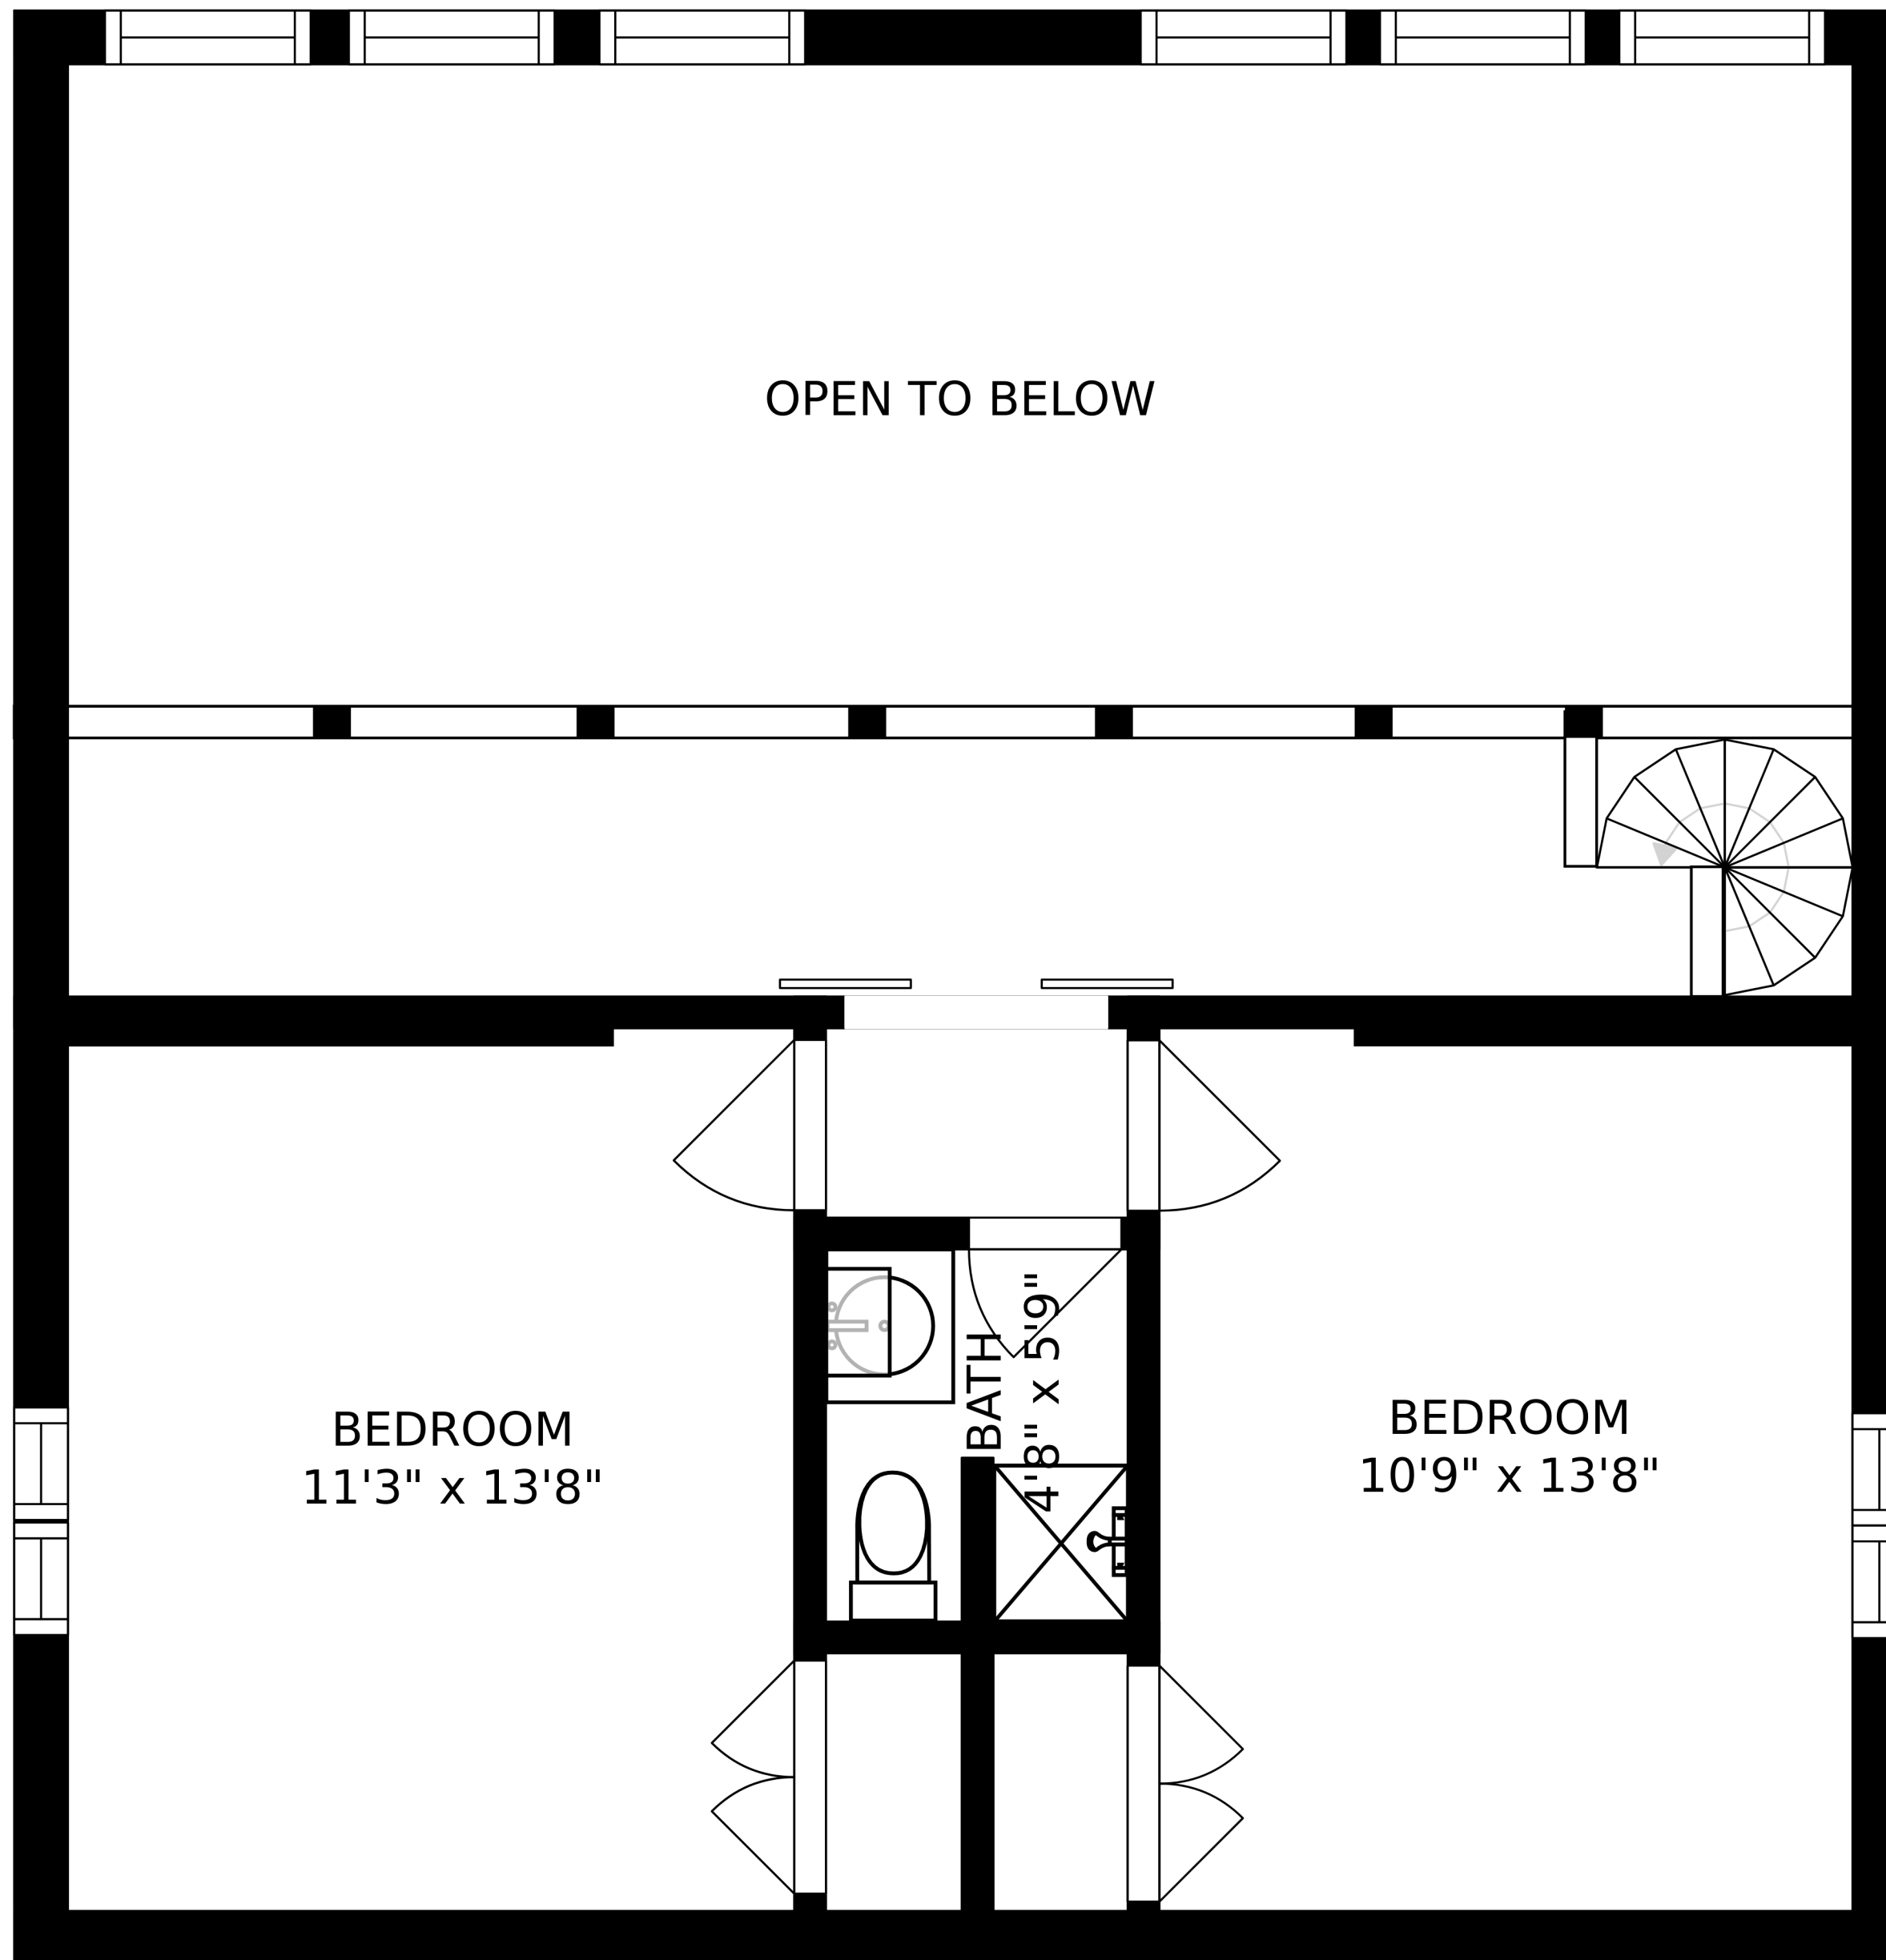 OPEN TO BELOW
BEDROOM
11'3" x 13'8"
BATH
4'8" x 5'9"
BEDROOM
10'9" x 13'8"